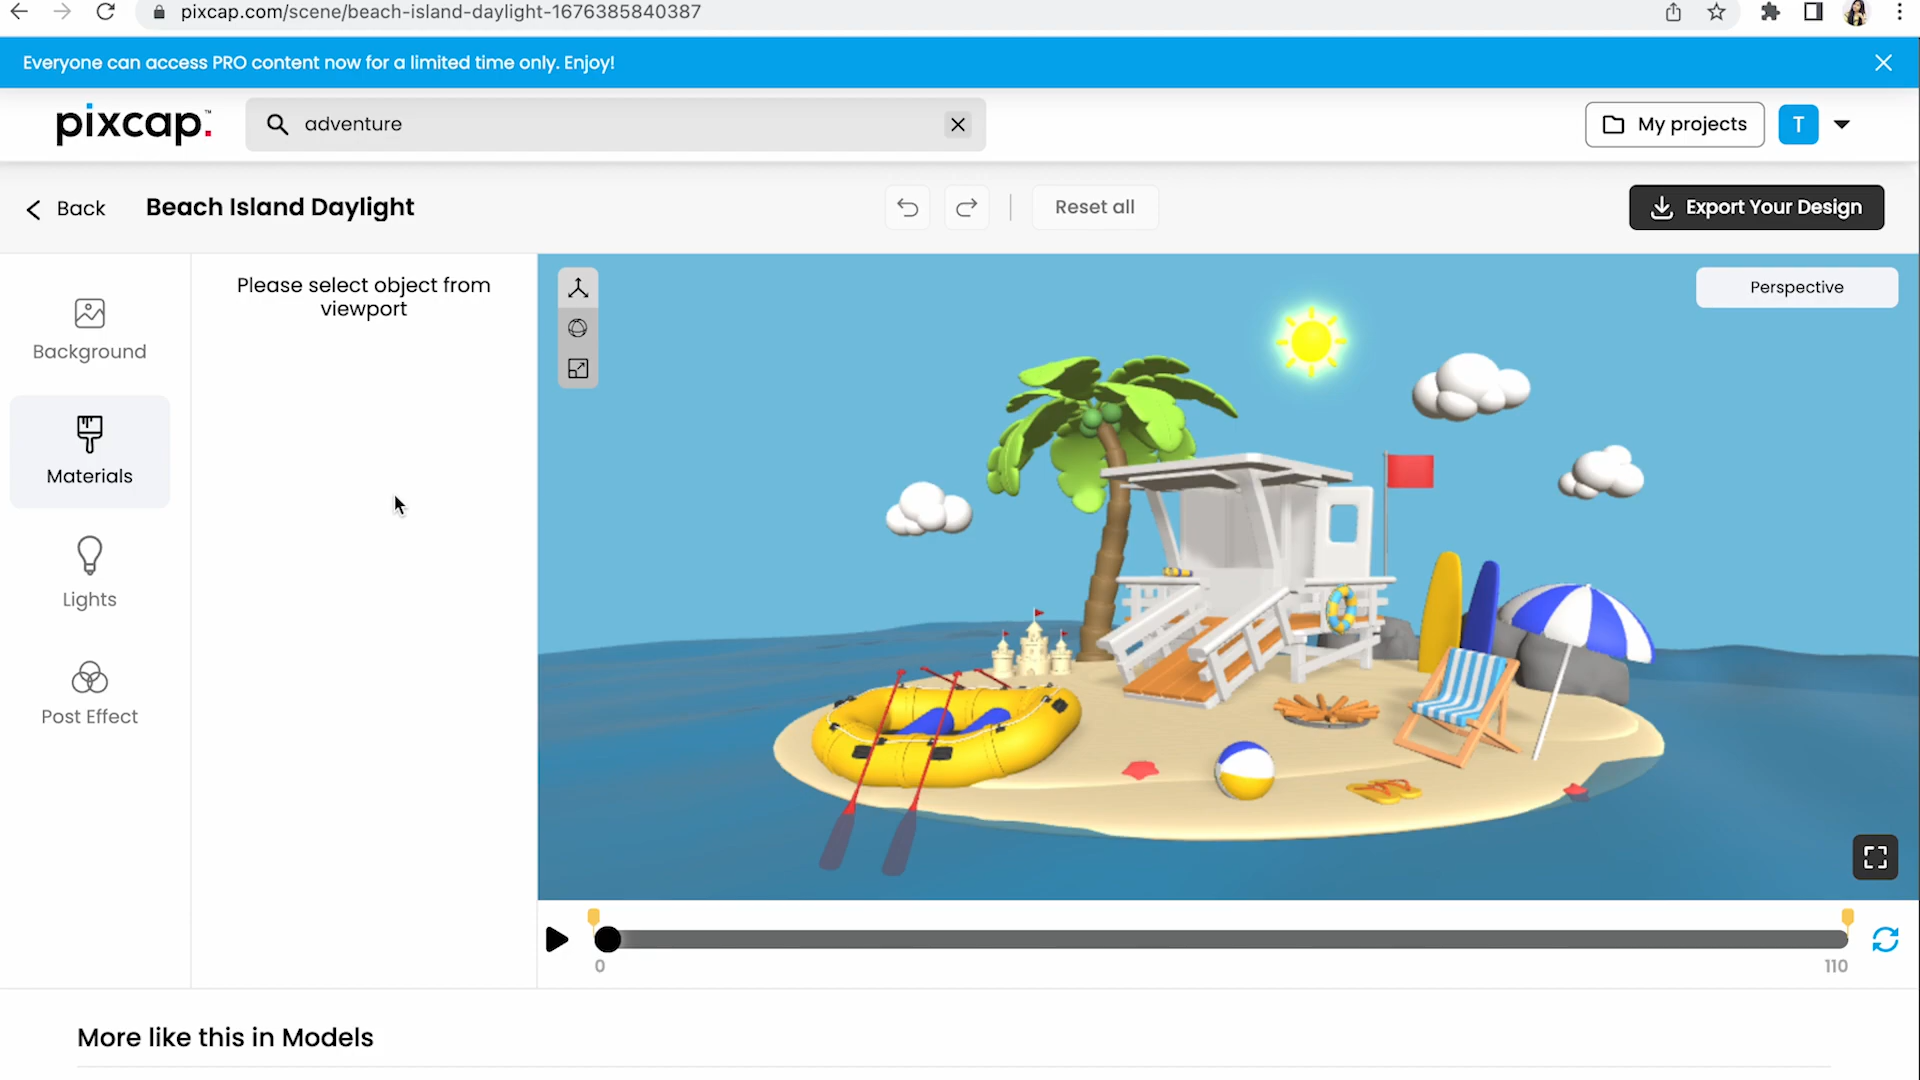 pixcap.com/scene/beach-island-daylight-1676385840387
Everyone can access PRO content now for a limited time only. Enjoy!
pixcap.™
adventure
My projects
T
Back
Beach Island Daylight
Reset all
Export Your Design
Background
Materials
Lights
Post Effect
Please select object from
viewport
Perspective
0
110
More like this in Models